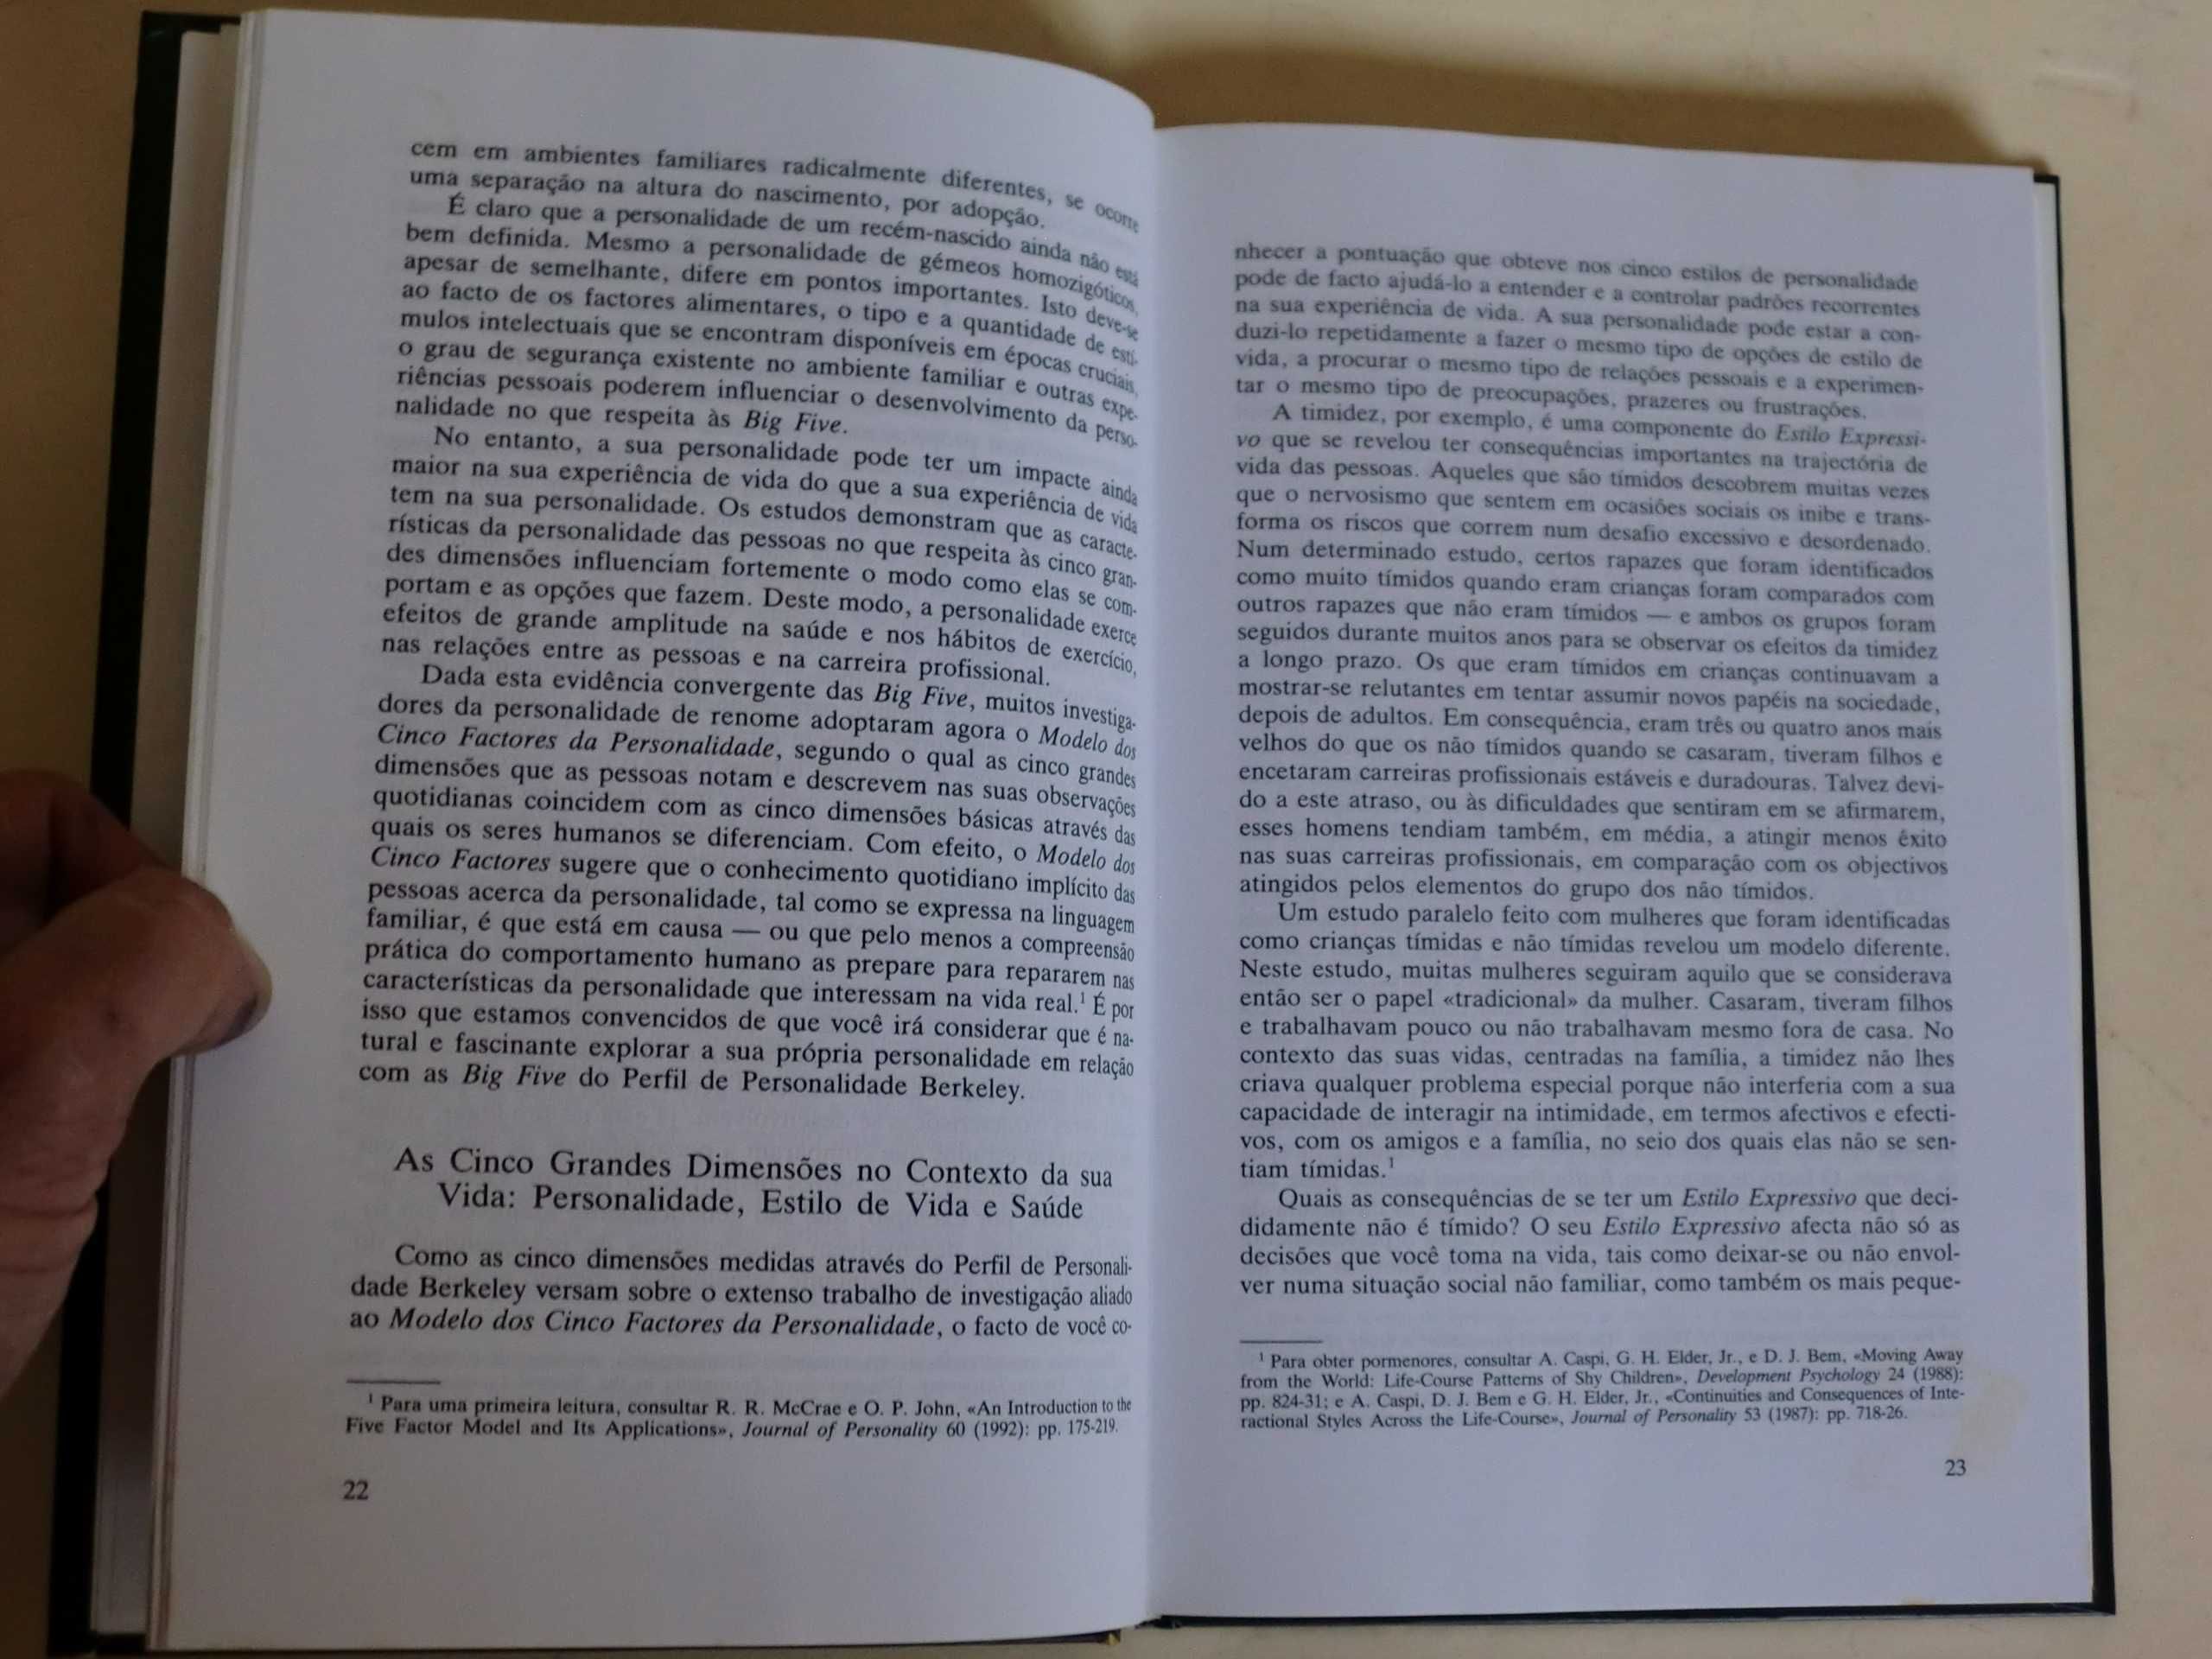 cem em ambientes familiares radicalmente diferentes, se ocorre
uma separação na altura do nascimento, por adopção.
É claro que a personalidade de um recém-nascido ainda não está
bem definida. Mesmo a personalidade de gémeos homozigóticos,
apesar de semelhante, difere em pontos importantes. Isto deve-se
ao facto de os factores alimentares, o tipo e a quantidade de estí-
mulos intelectuais que se encontram disponíveis em épocas cruciais,
o grau de segurança existente no ambiente familiar e outras expe-
riências pessoais poderem influenciar o desenvolvimento da perso-
nalidade no que respeita às Big Five.
No entanto, a sua personalidade pode ter um impacte ainda
maior na sua experiência de vida do que a sua experiência de vida
tem na sua personalidade. Os estudos demonstram que as caracte-
rísticas da personalidade das pessoas no que respeita às cinco gran-
des dimensões influenciam fortemente o modo como elas se com-
portam e as opções que fazem. Deste modo, a personalidade exerce
efeitos de grande amplitude na saúde e nos hábitos de exercício,
nas relações entre as pessoas e na carreira profissional.
Dada esta evidência convergente das Big Five, muitos investiga-
dores da personalidade de renome adoptaram agora o Modelo dos
Cinco Factores da Personalidade, segundo o qual as cinco grandes
dimensões que as pessoas notam e descrevem nas suas observações
quotidianas coincidem com as cinco dimensões básicas através das
quais os seres humanos se diferenciam. Com efeito, o Modelo dos
Cinco Factores sugere que o conhecimento quotidiano implícito das
pessoas acerca da personalidade, tal como se expressa na linguagem
familiar, é que está em causa — ou que pelo menos a compreensão
prática do comportamento humano as prepare para repararem nas
características da personalidade que interessam na vida real.¹ É por
isso que estamos convencidos de que você irá considerar que é na-
tural e fascinante explorar a sua própria personalidade em relação
com as Big Five do Perfil de Personalidade Berkeley.
As Cinco Grandes Dimensões no Contexto da sua
Vida: Personalidade, Estilo de Vida e Saúde
Como as cinco dimensões medidas através do Perfil de Personali-
dade Berkeley versam sobre o extenso trabalho de investigação aliado
ao Modelo dos Cinco Factores da Personalidade, o facto de você co-
¹ Para uma primeira leitura, consultar R. R. McCrae e O. P. John, «An Introduction to the
Five Factor Model and Its Applications», Journal of Personality 60 (1992): pp. 175-219.
22
nhecer a pontuação que obteve nos cinco estilos de personalidade
pode de facto ajudá-lo a entender e a controlar padrões recorrentes
na sua experiência de vida. A sua personalidade pode estar a con-
duzi-lo repetidamente a fazer o mesmo tipo de opções de estilo de
vida, a procurar o mesmo tipo de relações pessoais e a experimen-
tar o mesmo tipo de preocupações, prazeres ou frustrações.
A timidez, por exemplo, é uma componente do Estilo Expressi-
vo que se revelou ter consequências importantes na trajectória de
vida das pessoas. Aqueles que são tímidos descobrem muitas vezes
que o nervosismo que sentem em ocasiões sociais os inibe e trans-
forma os riscos que correm num desafio excessivo e desordenado.
Num determinado estudo, certos rapazes que foram identificados
como muito tímidos quando eram crianças foram comparados com
outros rapazes que não eram tímidos — e ambos os grupos foram
seguidos durante muitos anos para se observar os efeitos da timidez
a longo prazo. Os que eram tímidos em crianças continuavam a
mostrar-se relutantes em tentar assumir novos papéis na sociedade,
depois de adultos. Em consequência, eram três ou quatro anos mais
velhos do que os não tímidos quando se casaram, tiveram filhos e
encetaram carreiras profissionais estáveis e duradouras. Talvez devi-
do a este atraso, ou às dificuldades que sentiram em se afirmarem,
esses homens tendiam também, em média, a atingir menos êxito
nas suas carreiras profissionais, em comparação com os objectivos
atingidos pelos elementos do grupo dos não tímidos.
Um estudo paralelo feito com mulheres que foram identificadas
como crianças tímidas e não tímidas revelou um modelo diferente.
Neste estudo, muitas mulheres seguiram aquilo que se considerava
então ser o papel «tradicional» da mulher. Casaram, tiveram filhos
e trabalhavam pouco ou não trabalhavam mesmo fora de casa. No
contexto das suas vidas, centradas na família, a timidez não lhes
criava qualquer problema especial porque não interferia com a sua
capacidade de interagir na intimidade, em termos afectivos e efecti-
vos, com os amigos e a família, no seio dos quais elas não se sen-
tiam tímidas.¹
Quais as consequências de se ter um Estilo Expressivo que deci-
didamente não é tímido? O seu Estilo Expressivo afecta não só as
decisões que você toma na vida, tais como deixar-se ou não envol-
ver numa situação social não familiar, como também os mais peque-
¹ Para obter pormenores, consultar A. Caspi, G. H. Elder, Jr., e D. J. Bem, «Moving Away
from the World: Life-Course Patterns of Shy Children», Development Psychology 24 (1988):
pp. 824-31; e A. Caspi, D. J. Bem e G. H. Elder, Jr., «Continuities and Consequences of Inte-
ractional Styles Across the Life-Course», Journal of Personality 53 (1987): pp. 718-26.
23